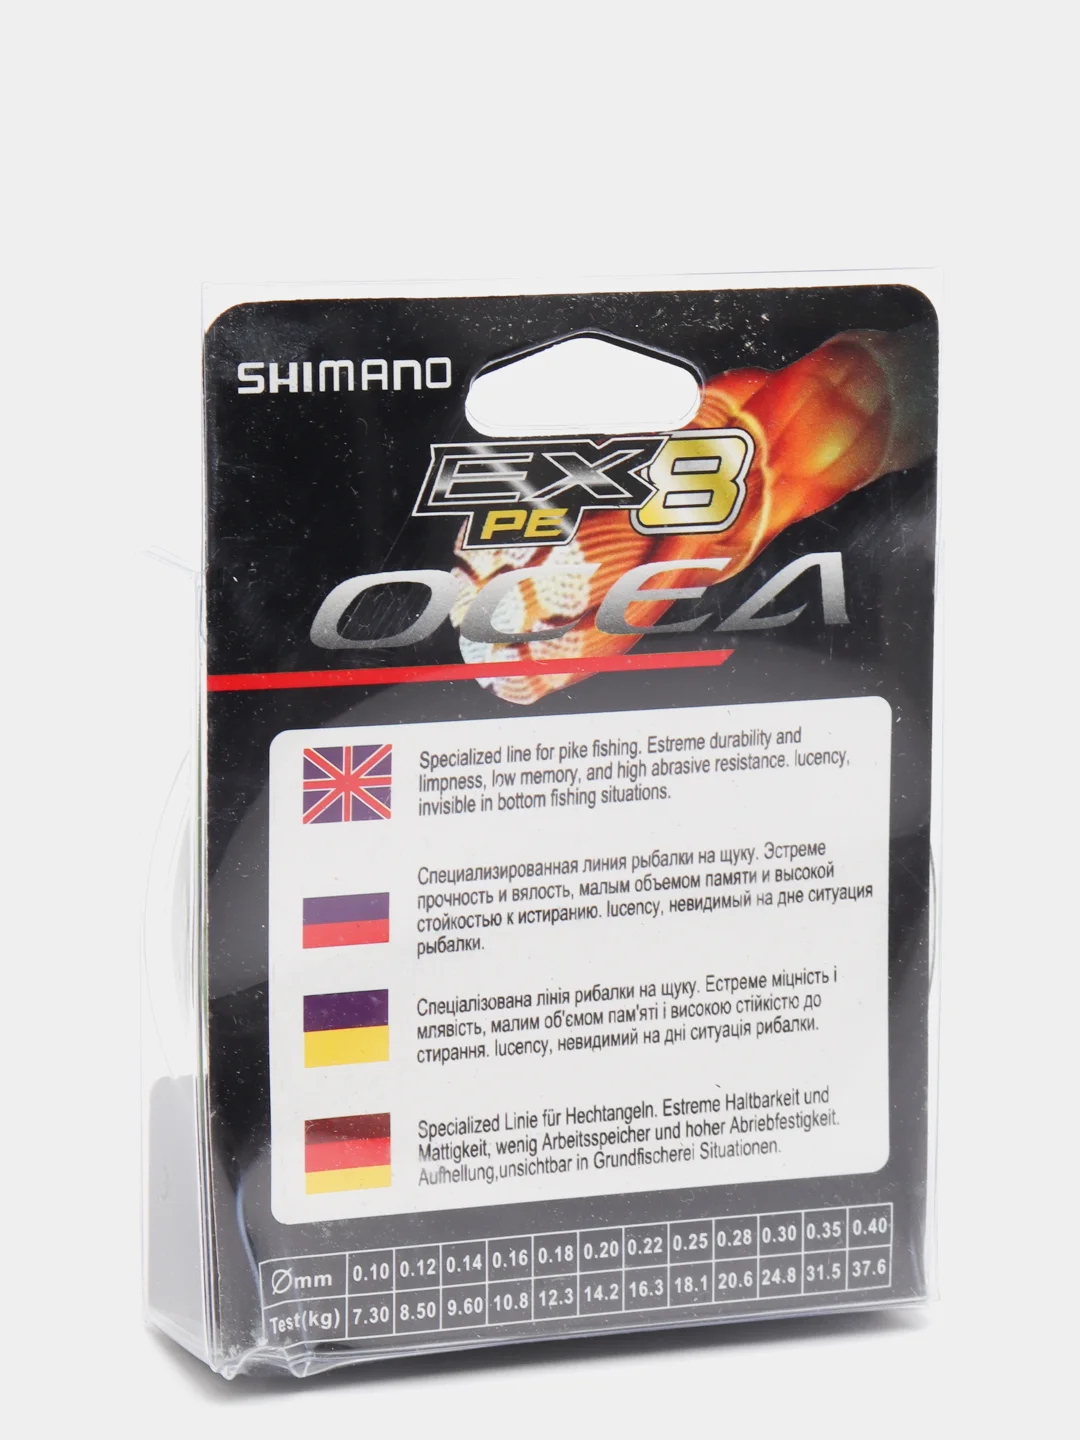 SHIMANO
EX8
PE
OCEA
Specialized line for pike fishing. Estreme durability and
limpness, low memory, and high abrasive resistance. lucency,
invisible in bottom fishing situations.
Специализированная линия рыбалки на щуку. Эстреме
прочность и вялость, малым объемом памяти и высокой
стойкостью к истиранию. lucency, невидимый на дне ситуация
рыбалки.
Спеціалізована лінія рибалки на щуку. Естреме міцність і
млявість, малим об'ємом пам'яті і високою стійкістю до
стирання. lucency, невидимий на дні ситуація рибалки.
Specialized Linie für Hechtangeln. Estreme Haltbarkeit und
Mattigkeit, wenig Arbeitsspeicher und hoher Abriebfestigkeit.
Aufhellung,unsichtbar in Grundfischerei Situationen.
Ømm 0.10 0.12 0.14 0.16 0.18 0.20 0.22 0.25 0.28 0.30 0.35 0.40
Test(kg) 7.30 8.50 9.60 10.8 12.3 14.2 16.3 18.1 20.6 24.8 31.5 37.6